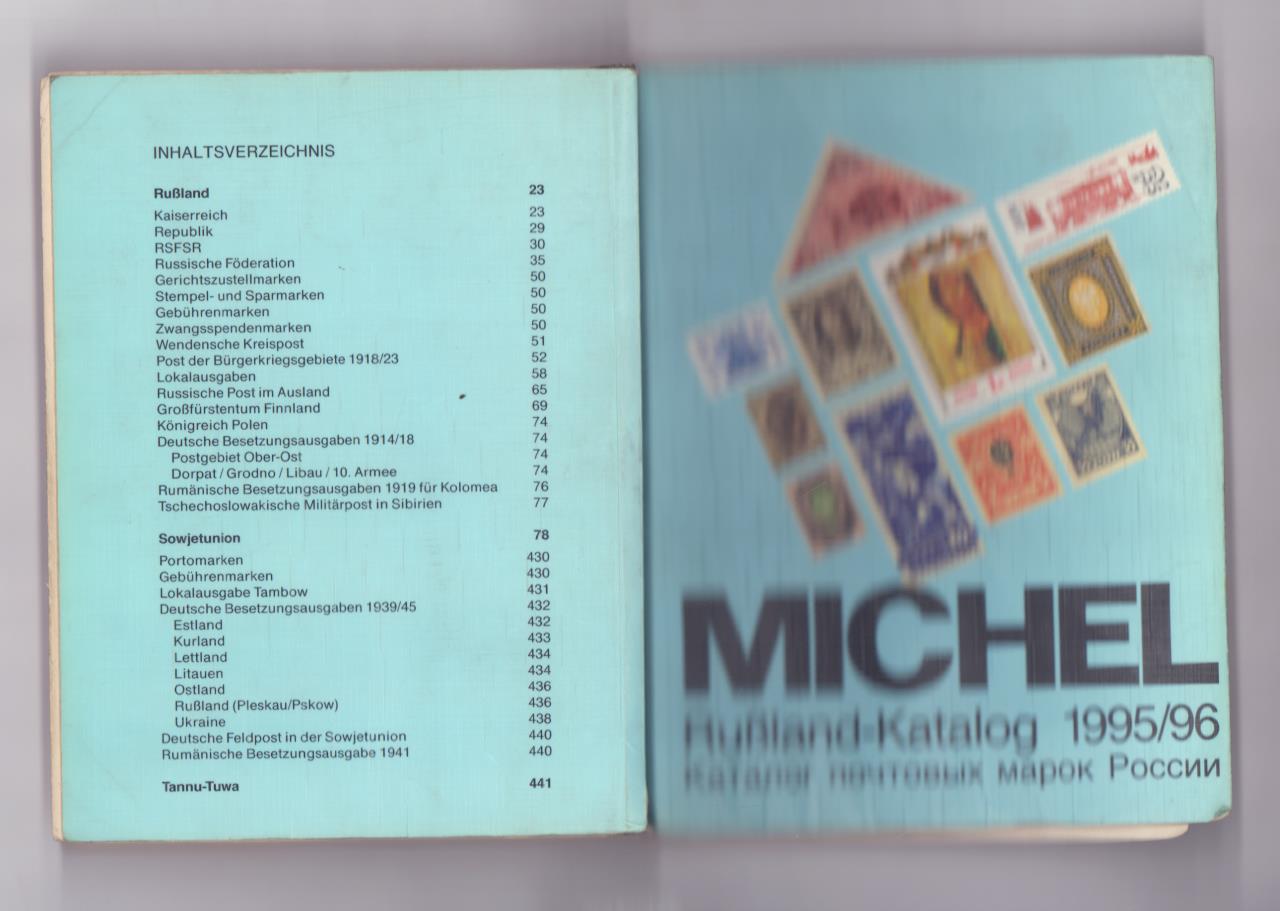 INHALTSVERZEICHNIS
Rußland 23
Kaiserreich 23
Republik 29
RSFSR 30
Russische Föderation 35
Gerichtszustellmarken 50
Stempel- und Sparmarken 50
Gebührenmarken 50
Zwangsspendenmarken 50
Wendensche Kreispost 51
Post der Bürgerkriegsgebiete 1918/23 52
Lokalausgaben 58
Russische Post im Ausland 65
Großfürstentum Finnland 69
Königreich Polen 74
Deutsche Besetzungsausgaben 1914/18 74
Postgebiet Ober-Ost 74
Dorpat / Grodno / Libau / 10. Armee 74
Rumänische Besetzungsausgaben 1919 für Kolomea 76
Tschechoslowakische Militärpost in Sibirien 77
Sowjetunion 78
Portomarken 430
Gebührenmarken 430
Lokalausgabe Tambow 431
Deutsche Besetzungsausgaben 1939/45 432
Estland 432
Kurland 433
Lettland 434
Litauen 434
Ostland 436
Rußland (Pleskau/Pskow) 436
Ukraine 438
Deutsche Feldpost in der Sowjetunion 440
Rumänische Besetzungsausgabe 1941 440
Tannu-Tuwa 441
MICHEL
Rußland-Katalog 1995/96
Каталог почтовых марок России